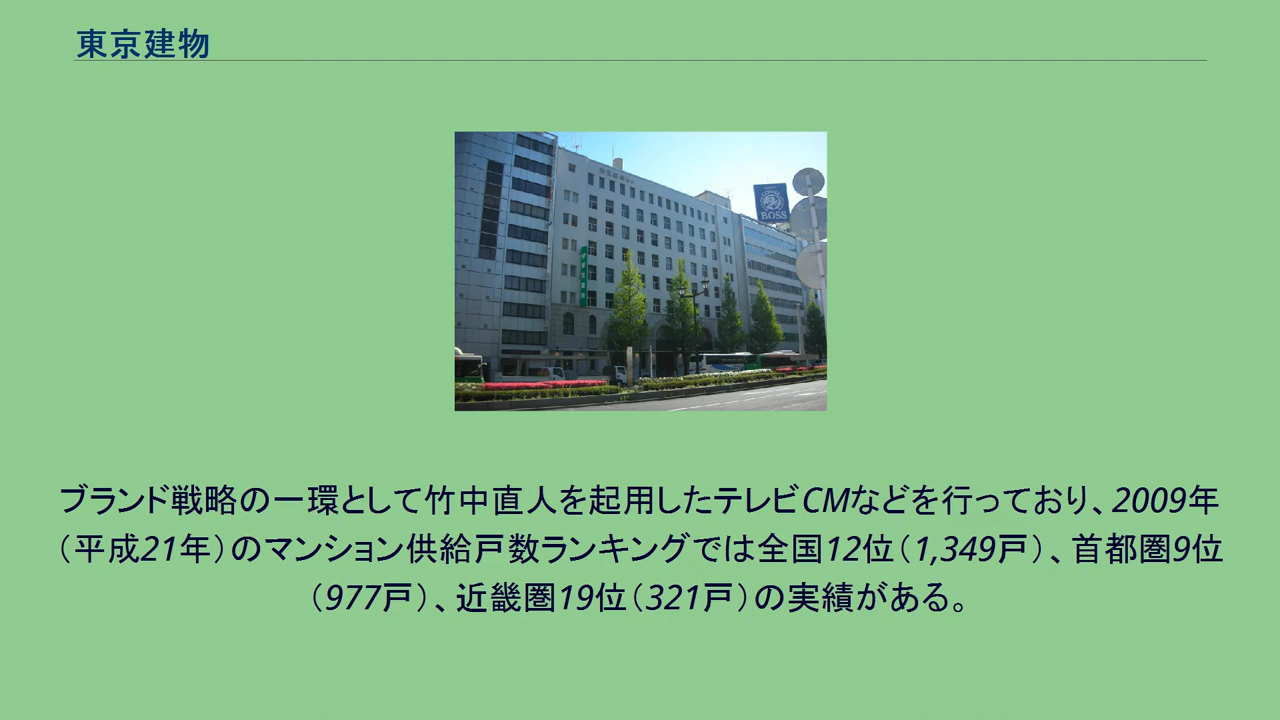 東京建物
BOSS
ブランド戦略の一環として竹中直人を起用したテレビCMなどを行っており、2009年
（平成21年）のマンション供給戸数ランキングでは全国12位（1,349戸）、首都圏9位
（977戸）、近畿圏19位（321戸）の実績がある。